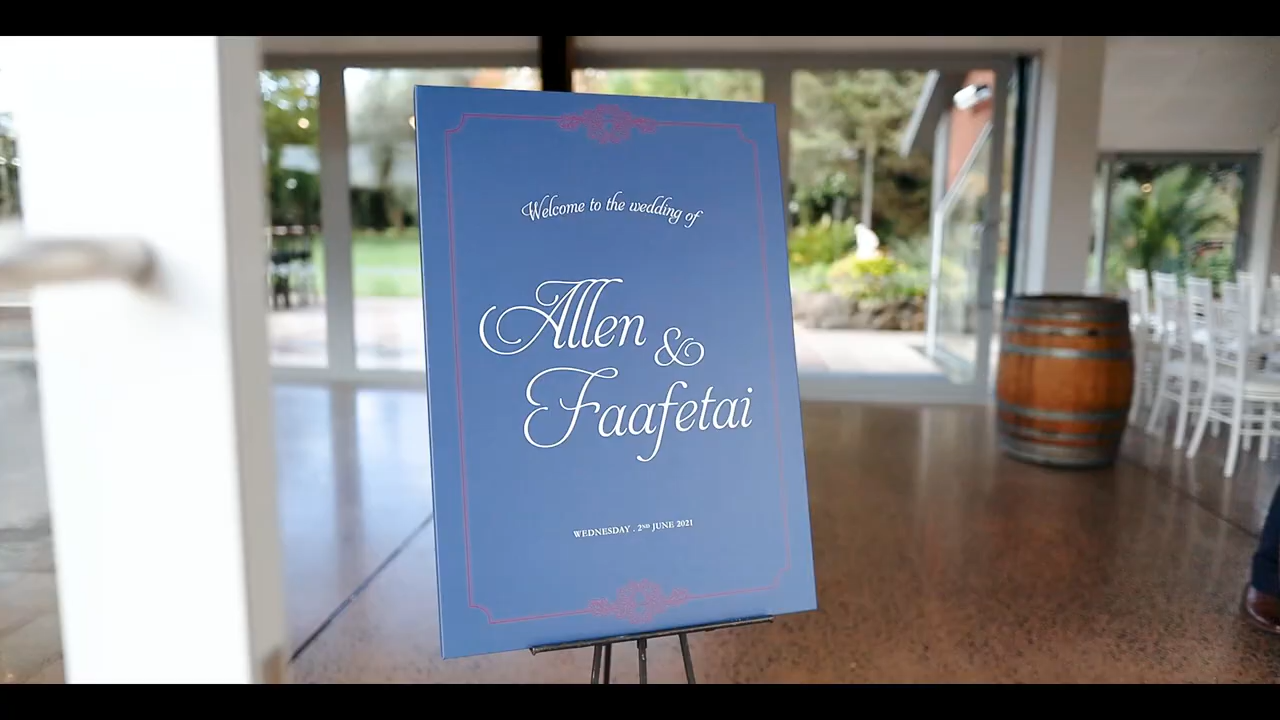 Welcome to the wedding of
Allen &
Faafetai
WEDNESDAY . 2ND JUNE 2021